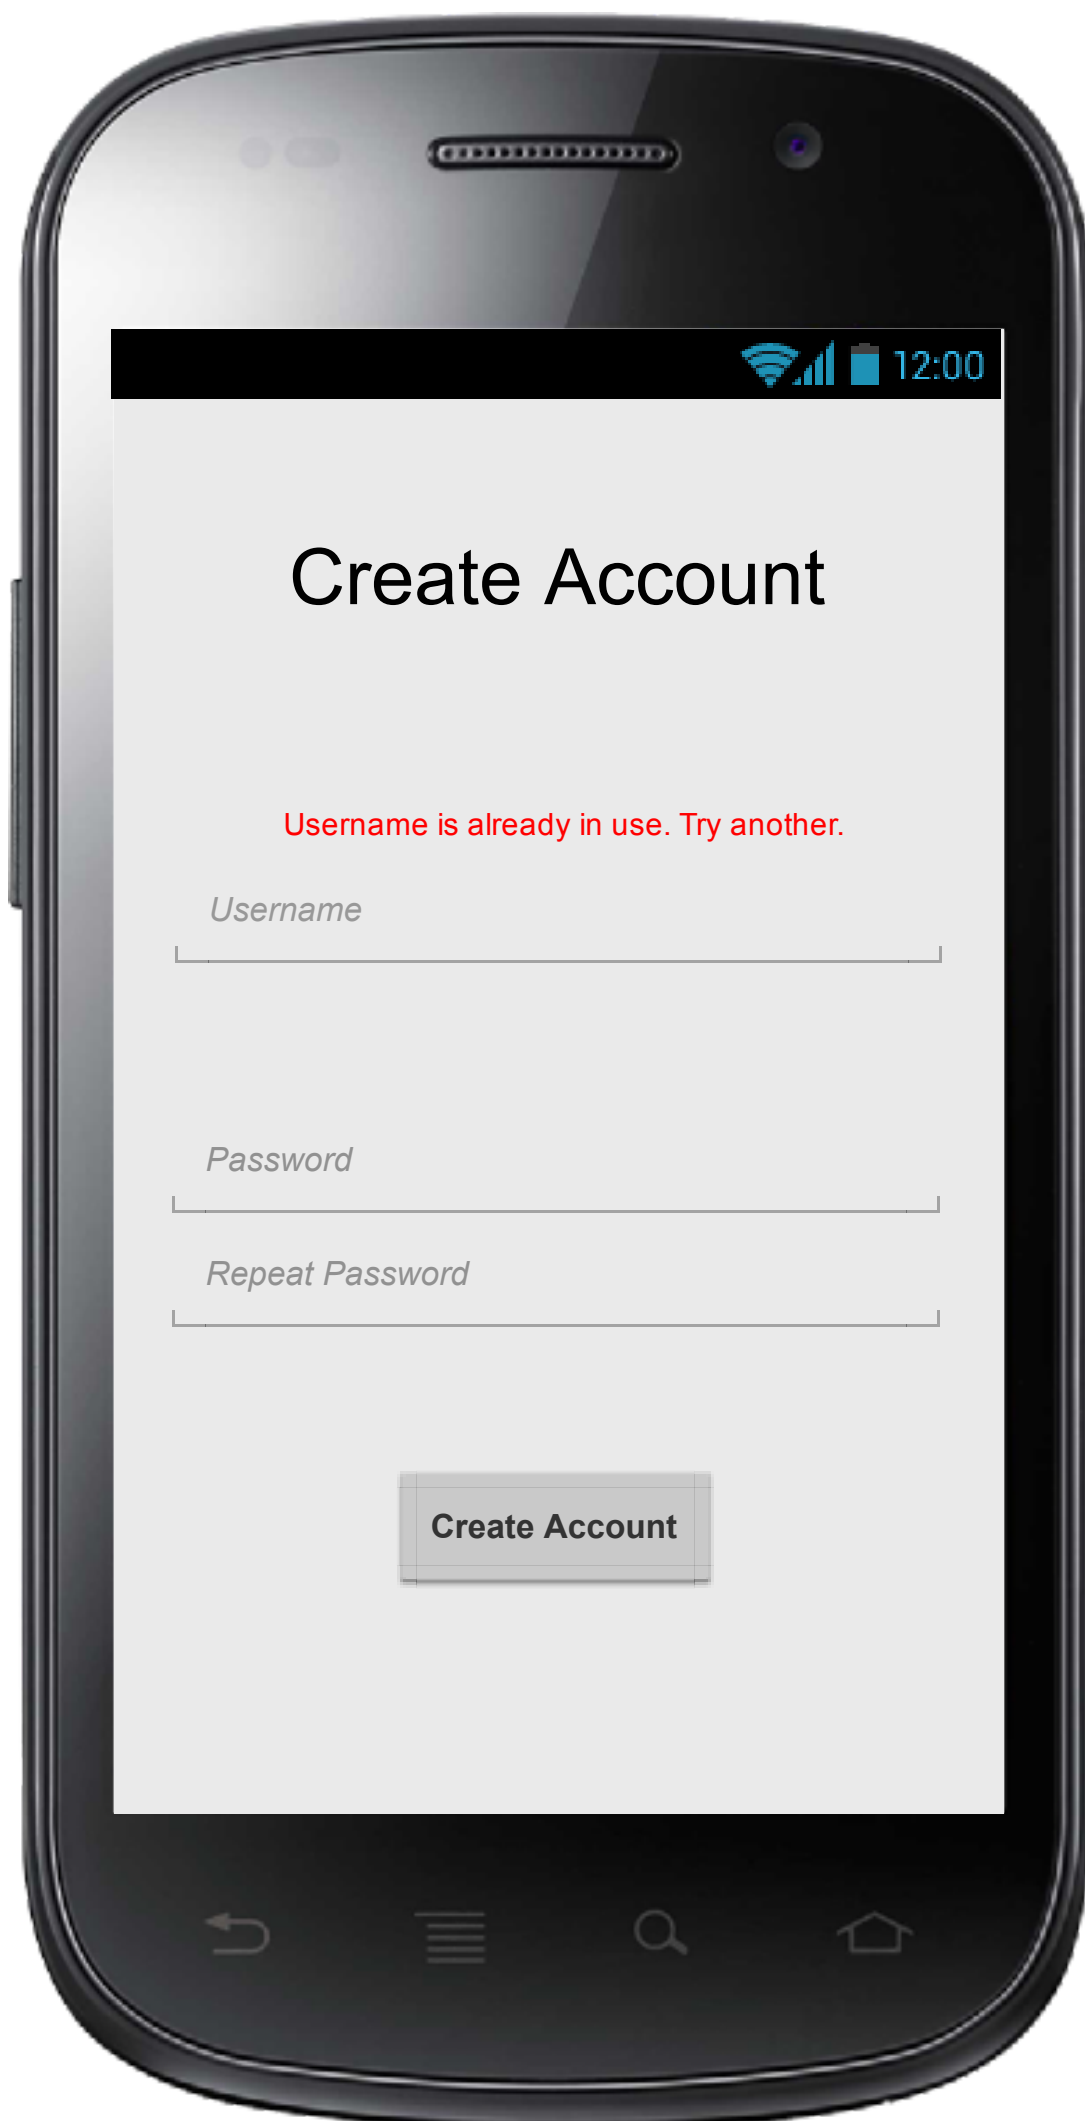 12:00
Create Account
Username is already in use. Try another.
Username
Password
Repeat Password
Create Account